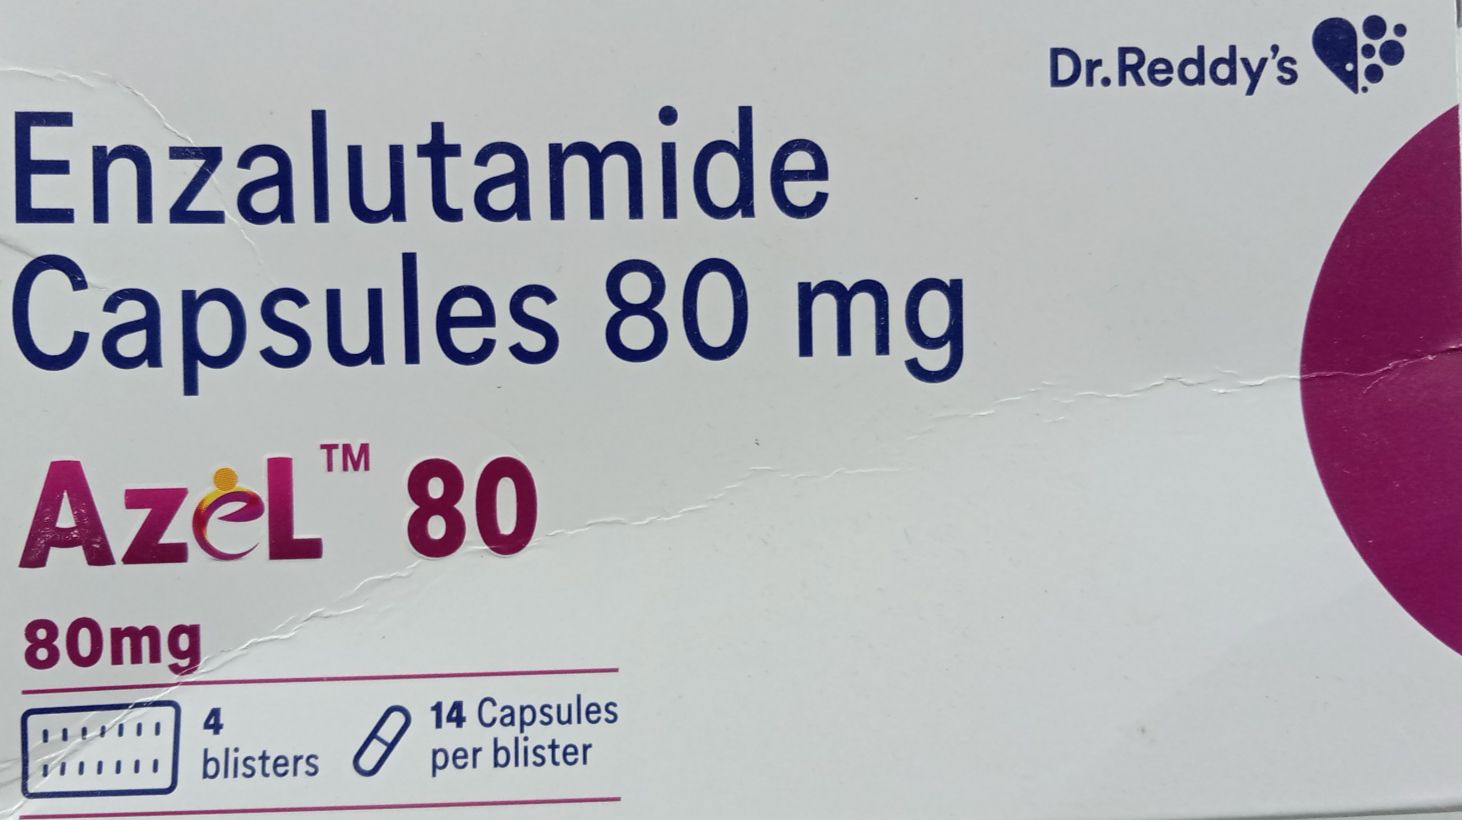 Dr.Reddy's
Enzalutamide
Capsules 80 mg
AzeL™ 80
80mg
4
blisters
14 Capsules
per blister